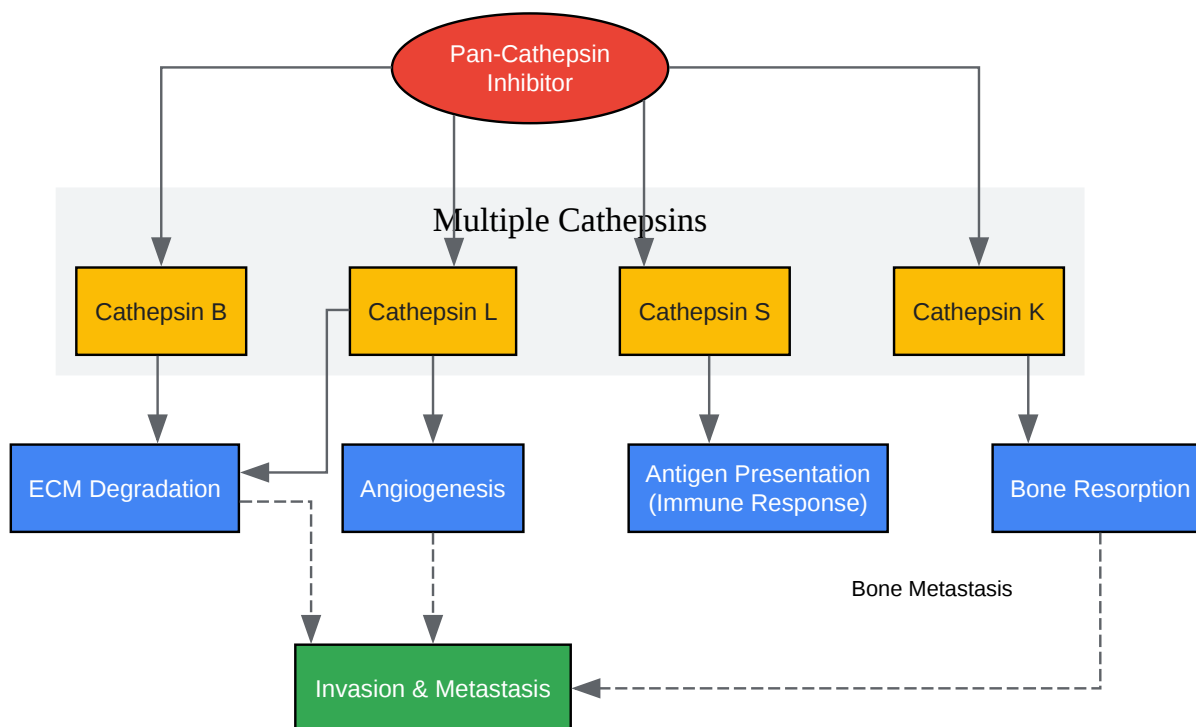 Pan-Cathepsin
Inhibitor
Multiple Cathepsins
Cathepsin B
Cathepsin L
Cathepsin S
Cathepsin K
ECM Degradation
Angiogenesis
Antigen Presentation
(Immune Response)
Bone Resorption
Bone Metastasis
Invasion & Metastasis